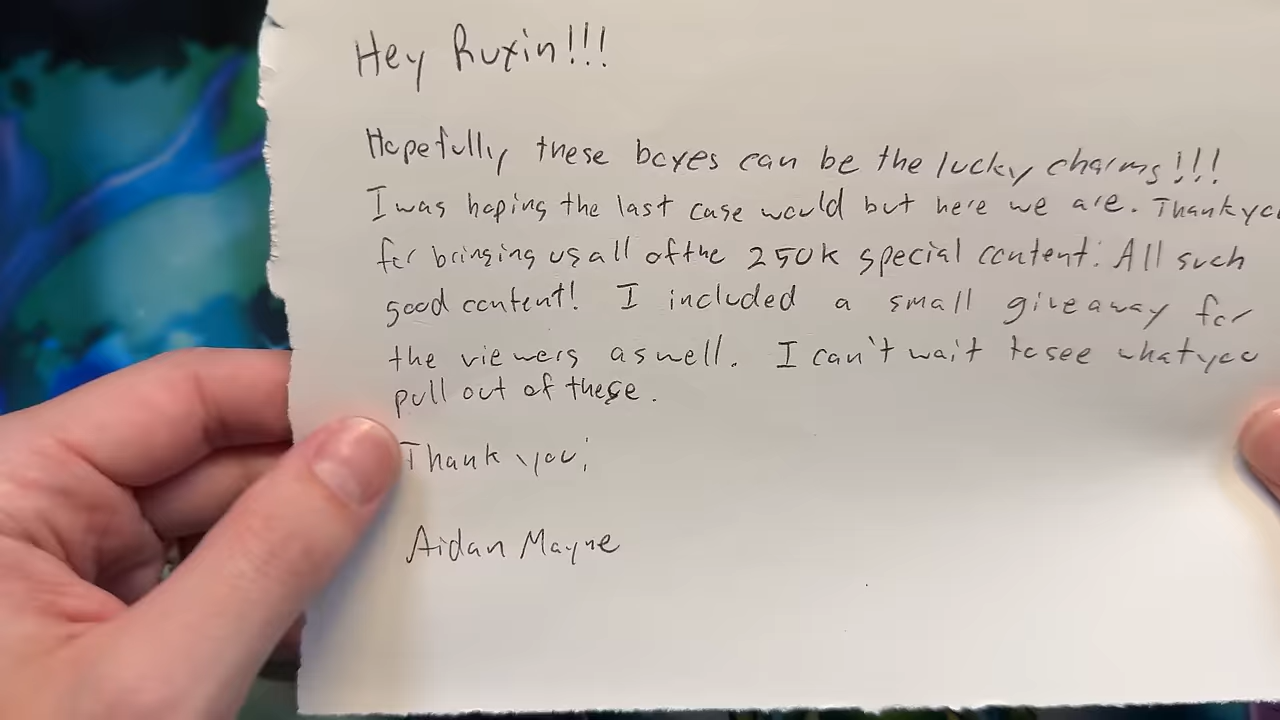 Hey Ruxin!!!
Hopefully these boxes can be the lucky charms!!!
I was hoping the last case would but here we are. Thank you
for bringing us all of the 250k special content. All such
good content! I included a small giveaway for
the viewers aswell. I can't wait to see what you
pull out of these.
Thank you,
Aidan Mayne